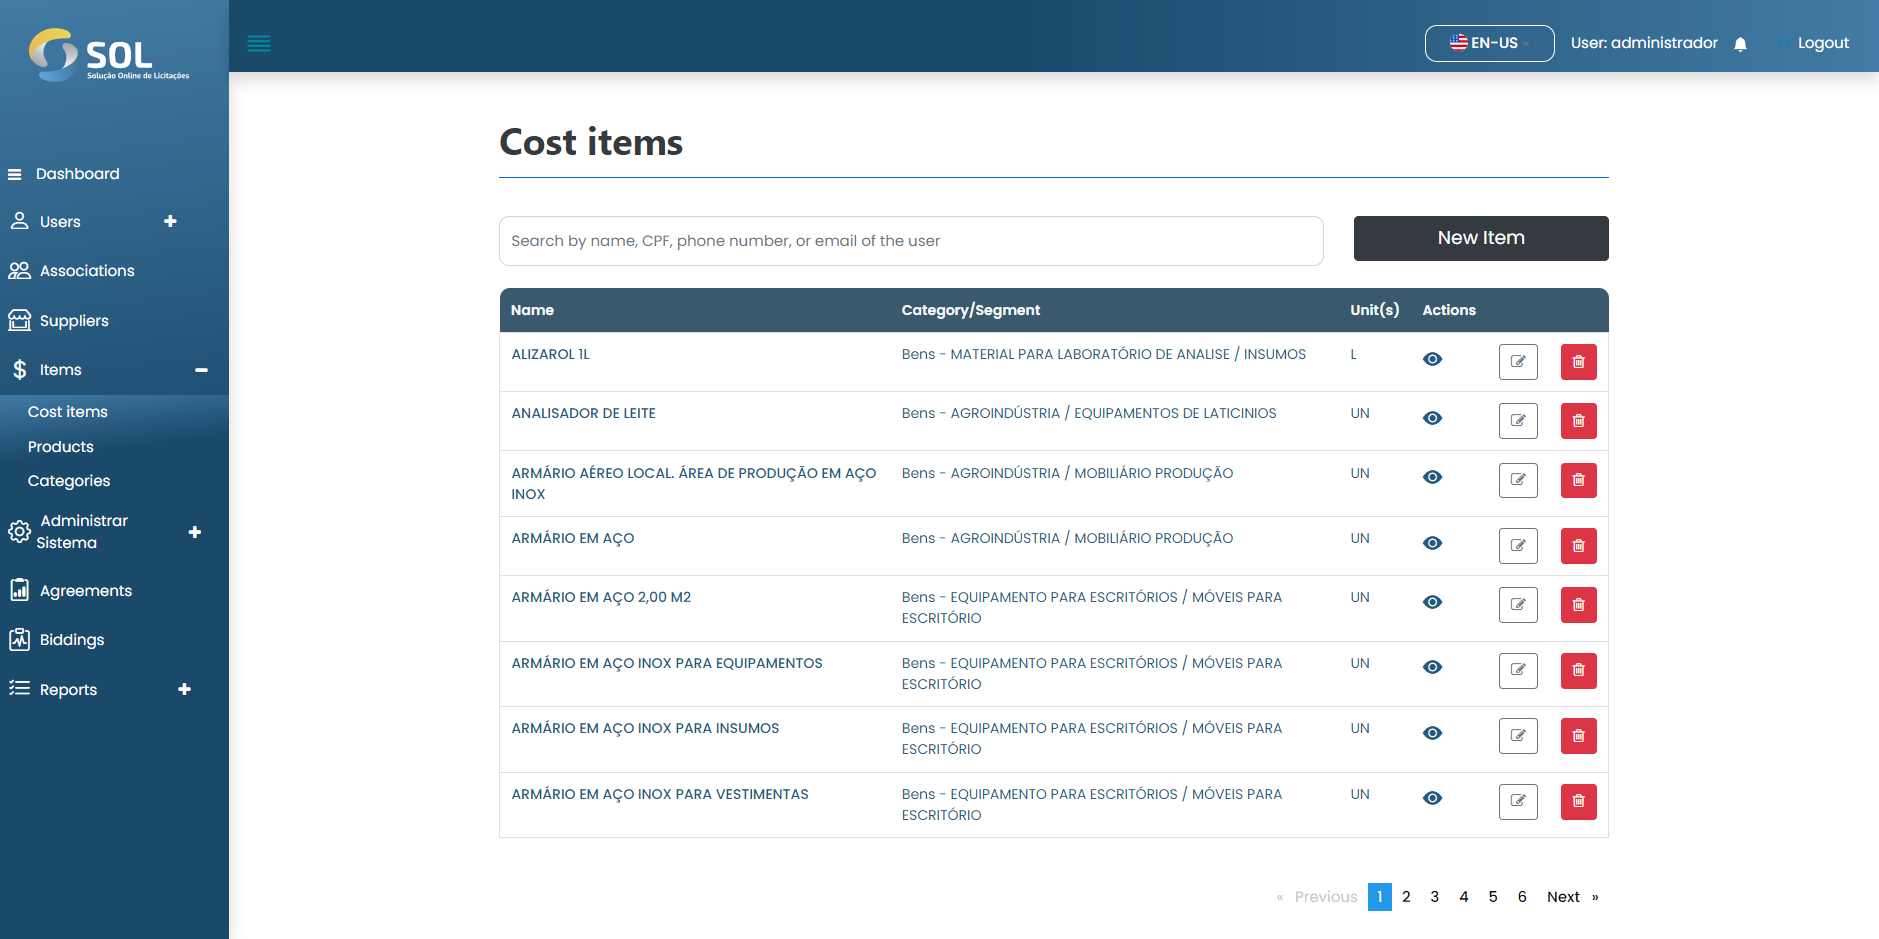 SOL
Solução Online de Licitações
EN-US
User: administrador
Logout
Dashboard
Users
Associations
Suppliers
Items
Cost items
Products
Categories
Administrar
Sistema
Agreements
Biddings
Reports
Cost items
Search by name, CPF, phone number, or email of the user
New Item
Name Category/Segment Unit(s) Actions
ALIZAROL 1L Bens - MATERIAL PARA LABORATÓRIO DE ANALISE / INSUMOS L
ANALISADOR DE LEITE Bens - AGROINDÚSTRIA / EQUIPAMENTOS DE LATICINIOS UN
ARMÁRIO AÉREO LOCAL. ÁREA DE PRODUÇÃO EM AÇO Bens - AGROINDÚSTRIA / MOBILIÁRIO PRODUÇÃO UN
INOX
ARMÁRIO EM AÇO Bens - AGROINDÚSTRIA / MOBILIÁRIO PRODUÇÃO UN
ARMÁRIO EM AÇO 2,00 M2 Bens - EQUIPAMENTO PARA ESCRITÓRIOS / MÓVEIS PARA UN
ESCRITÓRIO
ARMÁRIO EM AÇO INOX PARA EQUIPAMENTOS Bens - EQUIPAMENTO PARA ESCRITÓRIOS / MÓVEIS PARA UN
ESCRITÓRIO
ARMÁRIO EM AÇO INOX PARA INSUMOS Bens - EQUIPAMENTO PARA ESCRITÓRIOS / MÓVEIS PARA UN
ESCRITÓRIO
ARMÁRIO EM AÇO INOX PARA VESTIMENTAS Bens - EQUIPAMENTO PARA ESCRITÓRIOS / MÓVEIS PARA UN
ESCRITÓRIO
« Previous 1 2 3 4 5 6 Next »